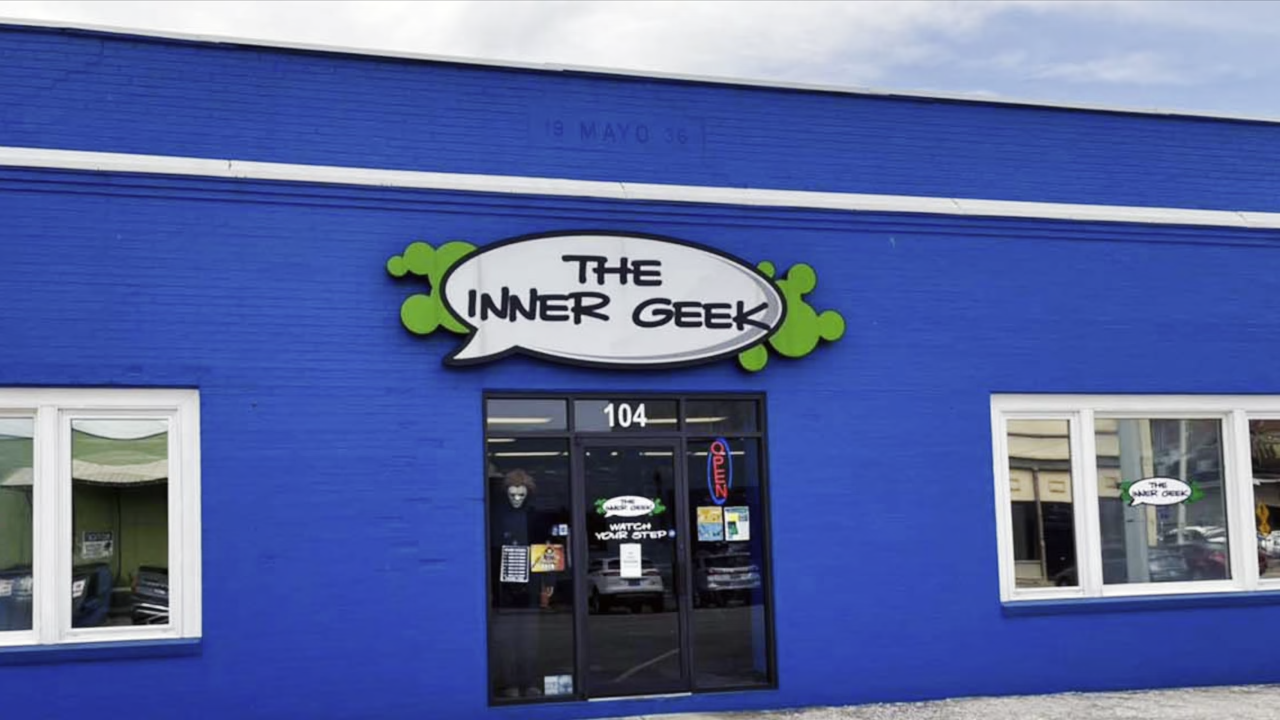 19 MAYO 36
THE
INNER GEEK
104
OPEN
THE
INNER GEEK
WATCH
YOUR STEP
THE
INNER GEEK